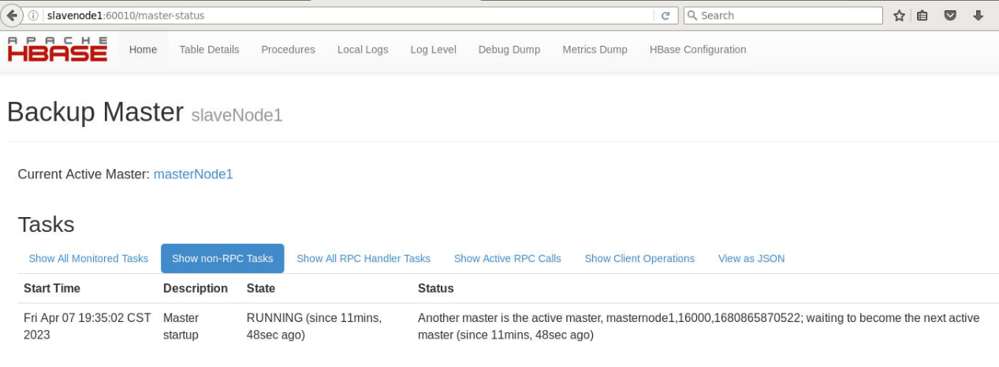 slavenode1:60010/master-status
Search
APACHE
HBASE
Home Table Details Procedures Local Logs Log Level Debug Dump Metrics Dump HBase Configuration
Backup Master slaveNode1
Current Active Master: masterNode1
Tasks
Show All Monitored Tasks Show non-RPC Tasks Show All RPC Handler Tasks Show Active RPC Calls Show Client Operations View as JSON
Start Time Description State Status
Fri Apr 07 19:35:02 CST Master RUNNING (since 11mins, Another master is the active master, masternode1,16000,1680865870522; waiting to become the next active
2023 startup 48sec ago) master (since 11mins, 48sec ago)